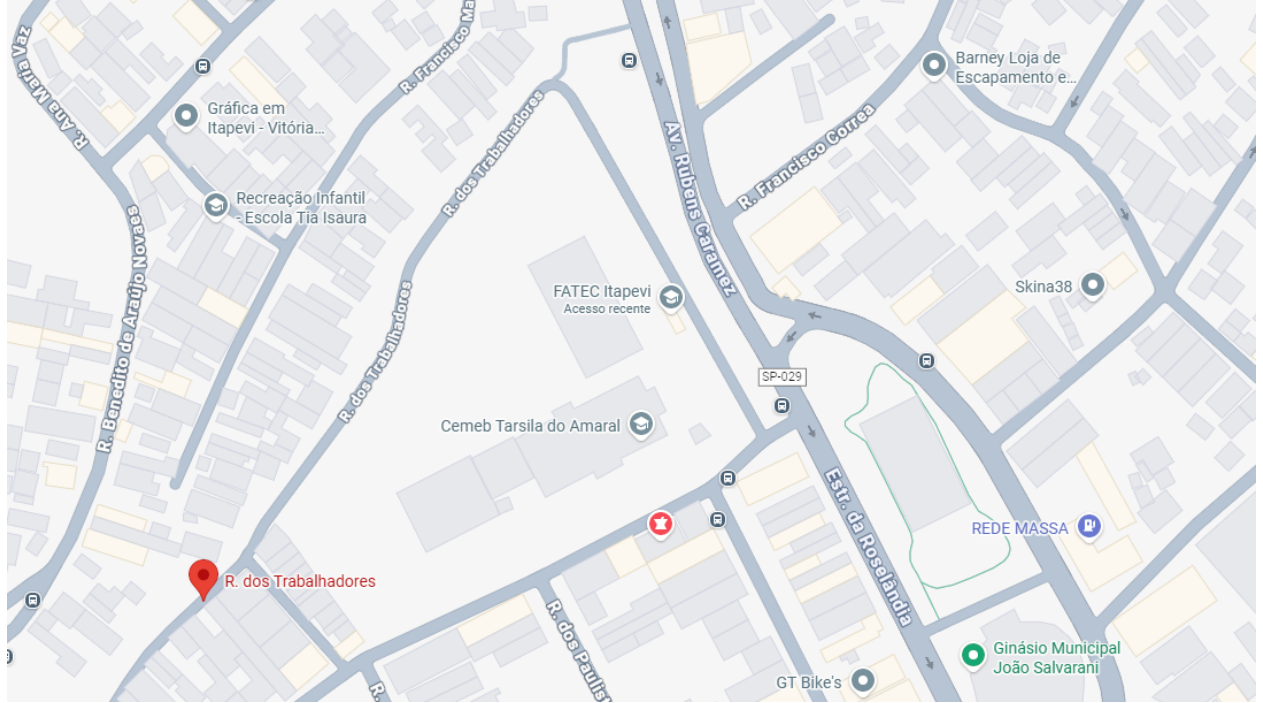 R. Ana Maria Vaz
R. Francisco Ma
Barney Loja de
Escapamento e...
Gráfica em
Itapevi - Vitória...
R. dos Trabalhadores
Av. Rubens Caramez
R. Francisco Correa
Recreação Infantil
- Escola Tia Isaura
R. Benedito de Araújo Novaes
FATEC Itapevi
Acesso recente
Skina38
R. dos Trabalhadores
SP-029
Cemeb Tarsila do Amaral
Estr. da Roselândia
REDE MASSA
R. dos Trabalhadores
R. dos Paulist
Ginásio Municipal
João Salvarani
GT Bike's
R.